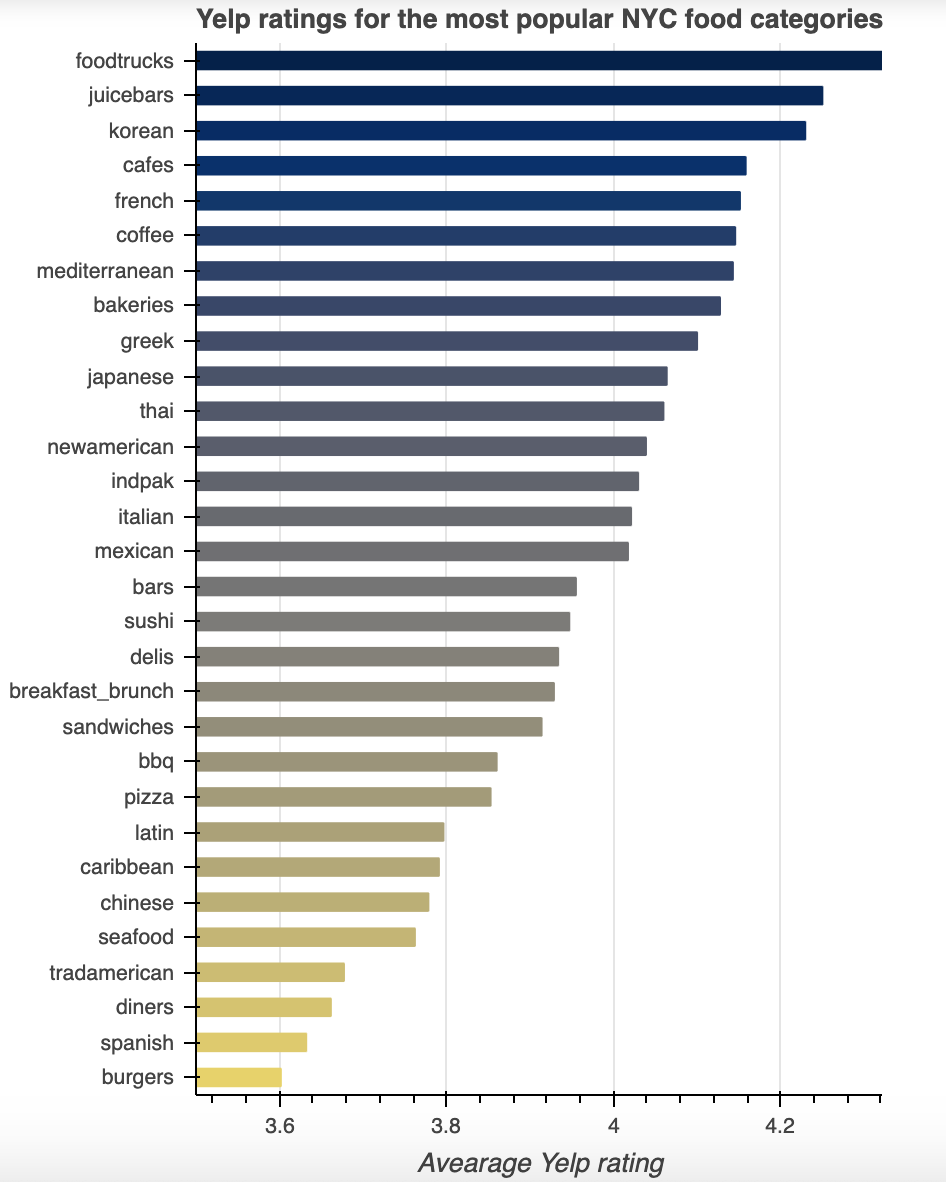 Yelp ratings for the most popular NYC food categories
foodtrucks
juicebars
korean
cafes
french
coffee
mediterranean
bakeries
greek
japanese
thai
newamerican
indpak
italian
mexican
bars
sushi
delis
breakfast_brunch
sandwiches
bbq
pizza
latin
caribbean
chinese
seafood
tradamerican
diners
spanish
burgers
3.6 3.8 4 4.2
Avearage Yelp rating